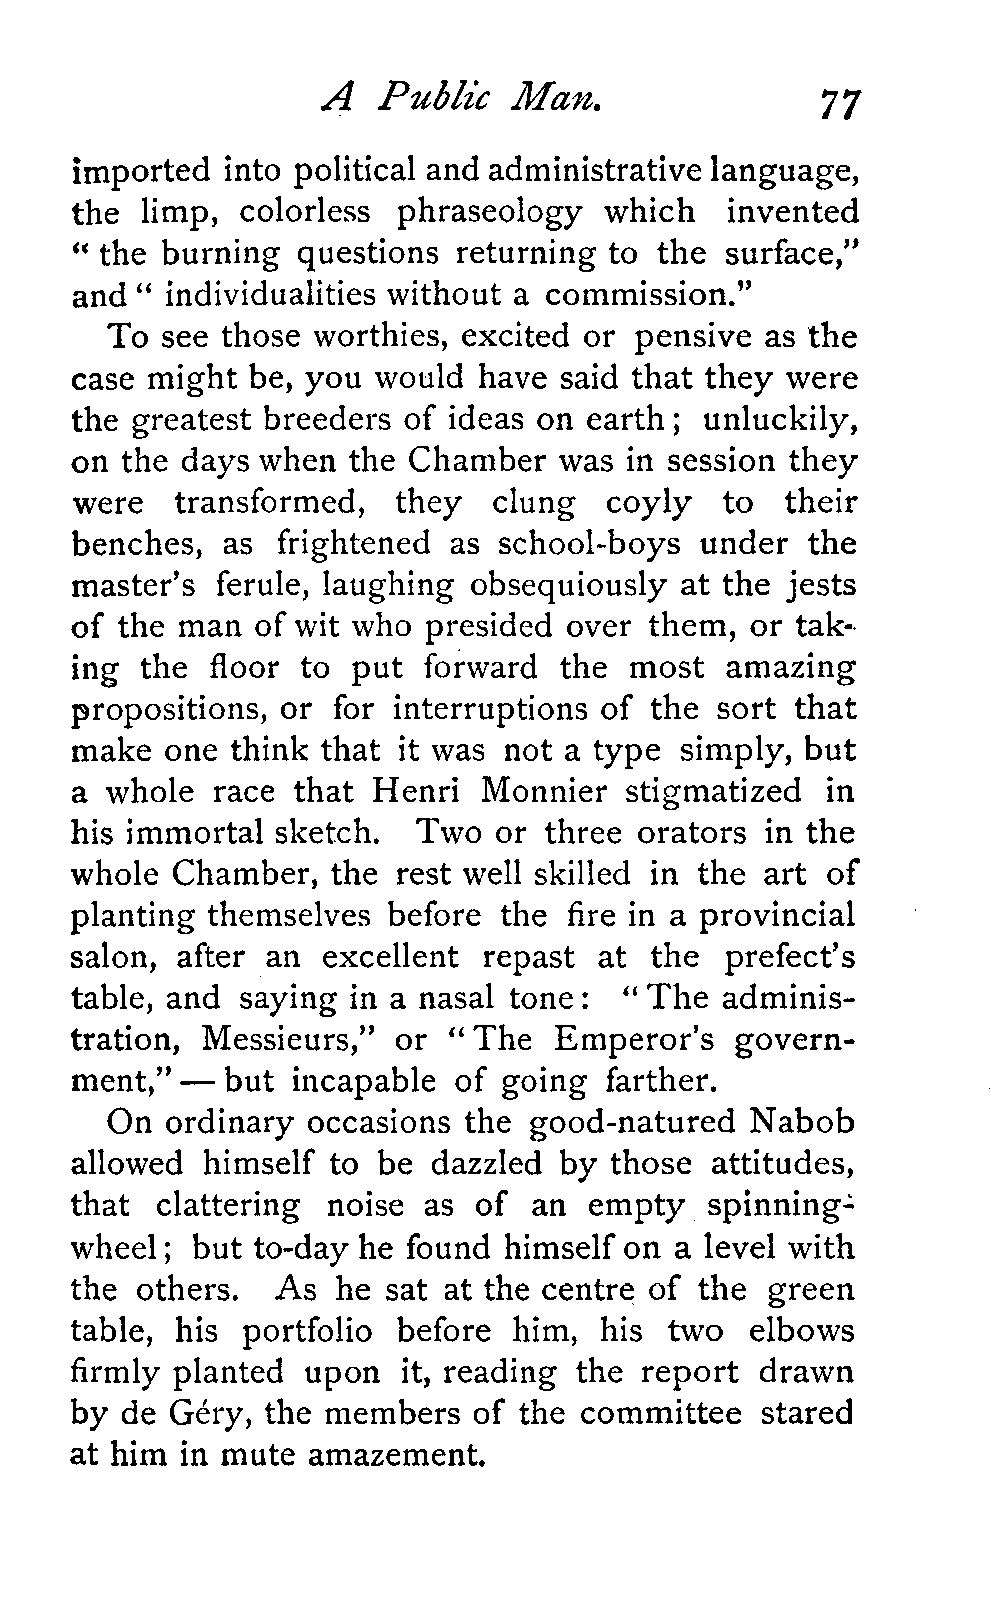 A Public Man. 77
imported into political and administrative language,
the limp, colorless phraseology which invented
" the burning questions returning to the surface,"
and " individualities without a commission."
To see those worthies, excited or pensive as the
case might be, you would have said that they were
the greatest breeders of ideas on earth ; unluckily,
on the days when the Chamber was in session they
were transformed, they clung coyly to their
benches, as frightened as school-boys under the
master's ferule, laughing obsequiously at the jests
of the man of wit who presided over them, or tak-
ing the floor to put forward the most amazing
propositions, or for interruptions of the sort that
make one think that it was not a type simply, but
a whole race that Henri Monnier stigmatized in
his immortal sketch. Two or three orators in the
whole Chamber, the rest well skilled in the art of
planting themselves before the fire in a provincial
salon, after an excellent repast at the prefect's
table, and saying in a nasal tone : " The adminis-
tration, Messieurs," or " The Emperor's govern-
ment," — but incapable of going farther.
On ordinary occasions the good-natured Nabob
allowed himself to be dazzled by those attitudes,
that clattering noise as of an empty spinning-
wheel ; but to-day he found himself on a level with
the others. As he sat at the centre of the green
table, his portfolio before him, his two elbows
firmly planted upon it, reading the report drawn
by de Géry, the members of the committee stared
at him in mute amazement.